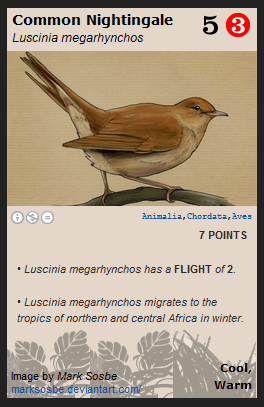 Common Nightingale 5 3
Luscinia megarhynchos
Animalia,Chordata,Aves
7 POINTS
• Luscinia megarhynchos has a FLIGHT of 2.
• Luscinia megarhynchos migrates to the
tropics of northern and central Africa in winter.
Cool,
Warm
Image by Mark Sosbe
marksosbe.deviantart.com/